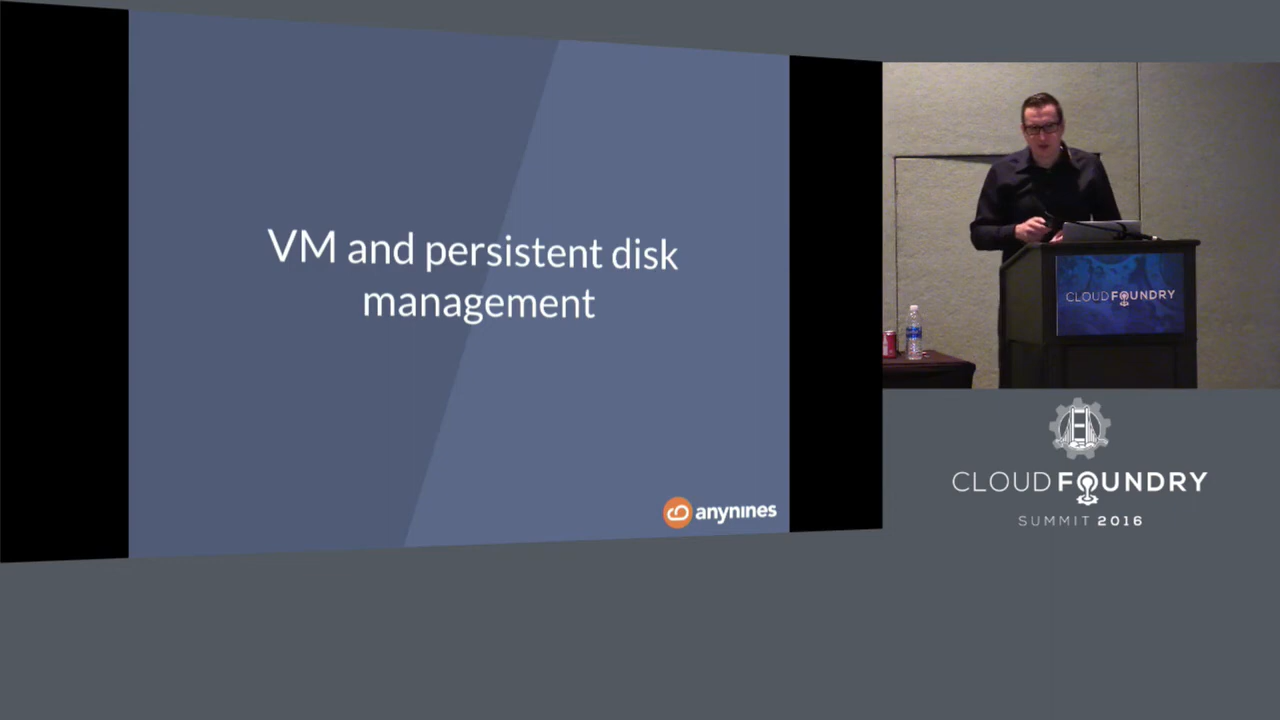 VM and persistent disk
management
anynines
CLOUD FOUNDRY
CLOUD FOUNDRY
SUMMIT 2016